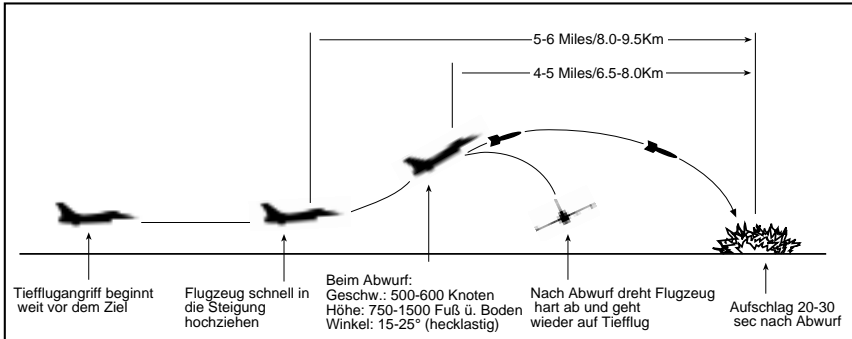 5-6 Miles/8.0-9.5Km
4-5 Miles/6.5-8.0Km
Tiefflugangriff beginnt
weit vor dem Ziel
Flugzeug schnell in
die Steigung
hochziehen
Beim Abwurf:
Geschw.: 500-600 Knoten
Höhe: 750-1500 Fuß ü. Boden
Winkel: 15-25° (hecklastig)
Nach Abwurf dreht Flugzeug
hart ab und geht
wieder auf Tiefflug
Aufschlag 20-30
sec nach Abwurf